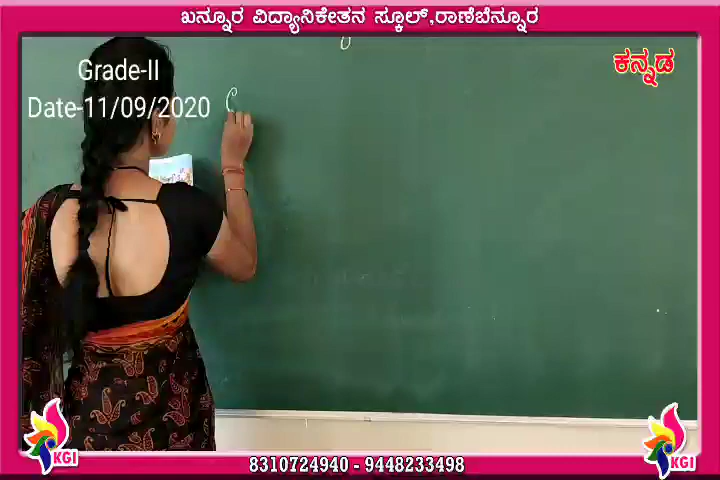 ಖನ್ನೂರ ವಿದ್ಯಾನಿಕೇತನ ಸ್ಕೂಲ್,ರಾಣೆಬೆನ್ನೂರ
Grade-II
ಕನ್ನಡ
Date-11/09/2020
KGI
KGI
8310724940 - 9448233498